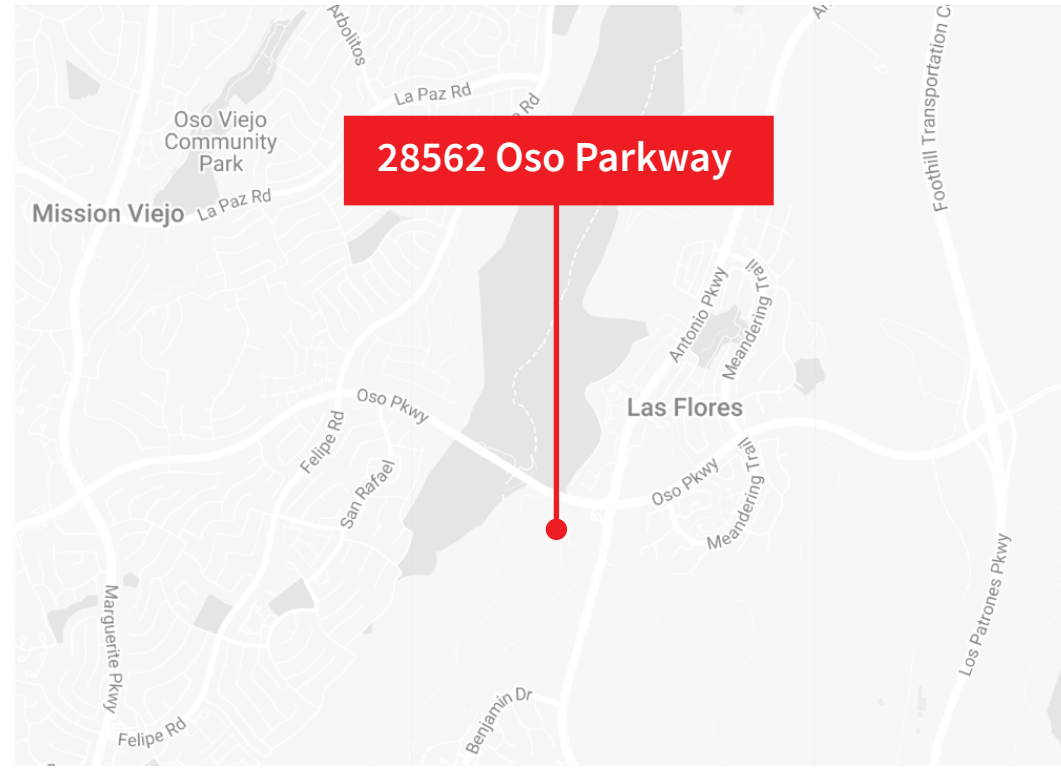 Arbolitos
An
Foothill Transportation C
La Paz Rd
e Rd
Oso Viejo
Community
Park
28562 Oso Parkway
Mission Viejo
La Paz Rd
Antonio Pkwy
Meandering Trail
Oso Pkwy
Las Flores
Felipe Rd
San Rafael
Oso Pkwy
Meandering Trail
Marguerite Pkwy
Los Patrones Pkwy
Benjamin Dr
Felipe Rd